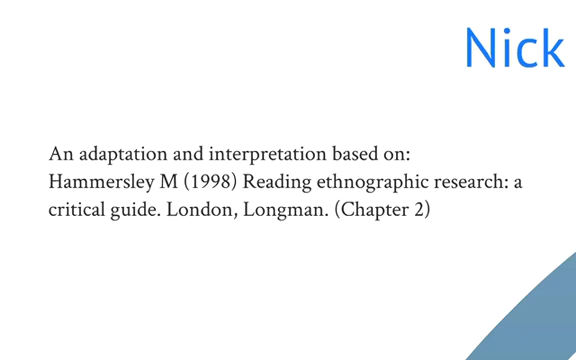 Nick
An adaptation and interpretation based on:
Hammersley M (1998) Reading ethnographic research: a
critical guide. London, Longman. (Chapter 2)